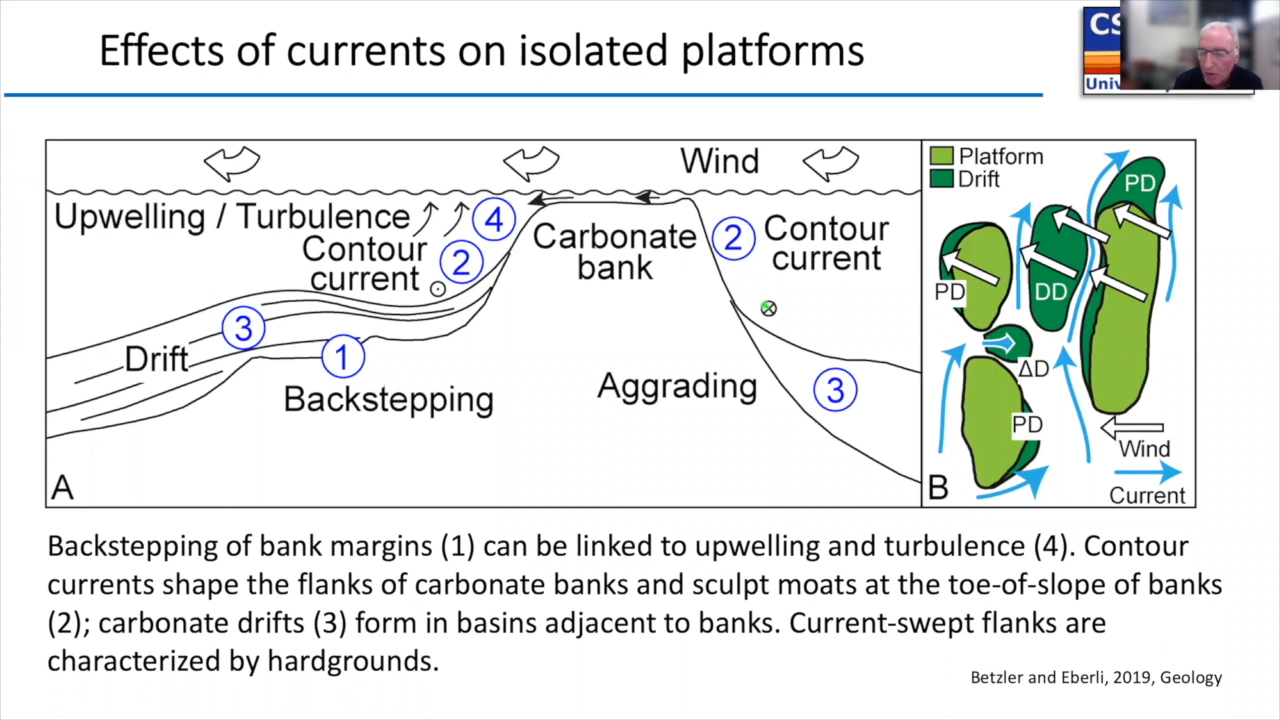 Effects of currents on isolated platforms
CS
Univ
Wind
Upwelling / Turbulence
4
Contour
current
2
Carbonate
bank
2
Contour
current
3
Drift
1
Backstepping
Aggrading
3
A
Platform
Drift
PD
PD
DD
ΔD
PD
Wind
Current
B
Backstepping of bank margins (1) can be linked to upwelling and turbulence (4). Contour
currents shape the flanks of carbonate banks and sculpt moats at the toe-of-slope of banks
(2); carbonate drifts (3) form in basins adjacent to banks. Current-swept flanks are
characterized by hardgrounds.
Betzler and Eberli, 2019, Geology